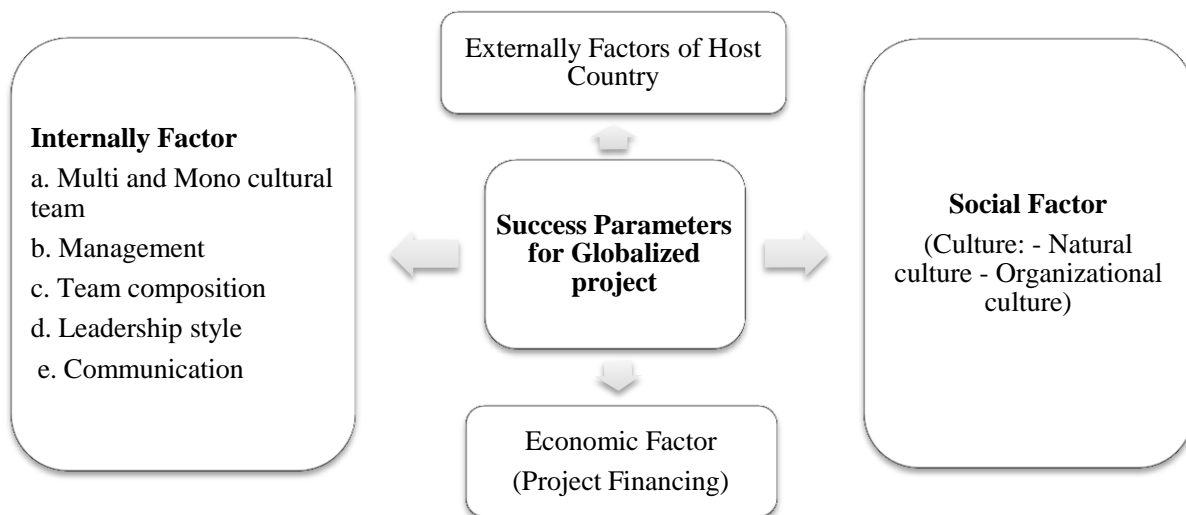 Externally Factors of Host
Country
Internally Factor
a. Multi and Mono cultural
team
b. Management
c. Team composition
d. Leadership style
e. Communication
Success Parameters
for Globalized
project
Social Factor
(Culture: - Natural
culture - Organizational
culture)
Economic Factor
(Project Financing)